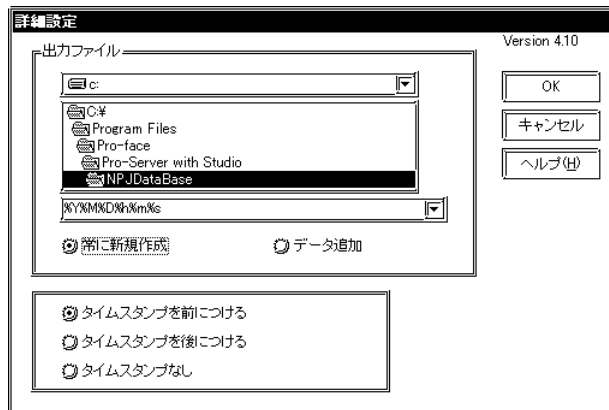 詳細設定
Version 4.10
出力ファイル
c:
OK
C:¥
キャンセル
Program Files
Pro-face
ヘルプ(H)
Pro-Server with Studio
NPJDataBase
%Y%M%D%h%m%s
常に新規作成 データ追加
タイムスタンプを前につける
タイムスタンプを後につける
タイムスタンプなし